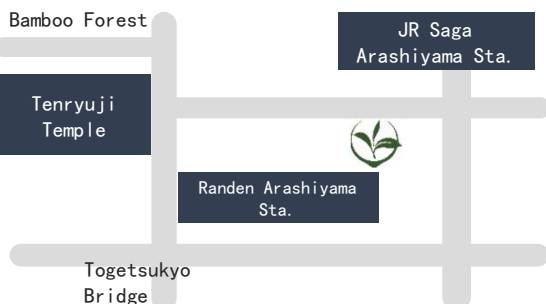 Bamboo Forest
JR Saga
Arashiyama Sta.
Tenryuji
Temple
Randen Arashiyama
Sta.
Togetsukyo
Bridge